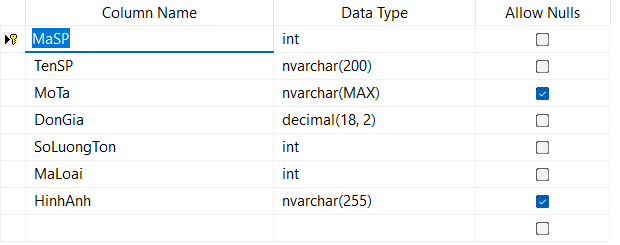 Column Name Data Type Allow Nulls
MaSP int
TenSP nvarchar(200)
MoTa nvarchar(MAX)
DonGia decimal(18, 2)
SoLuongTon int
MaLoai int
HinhAnh nvarchar(255)